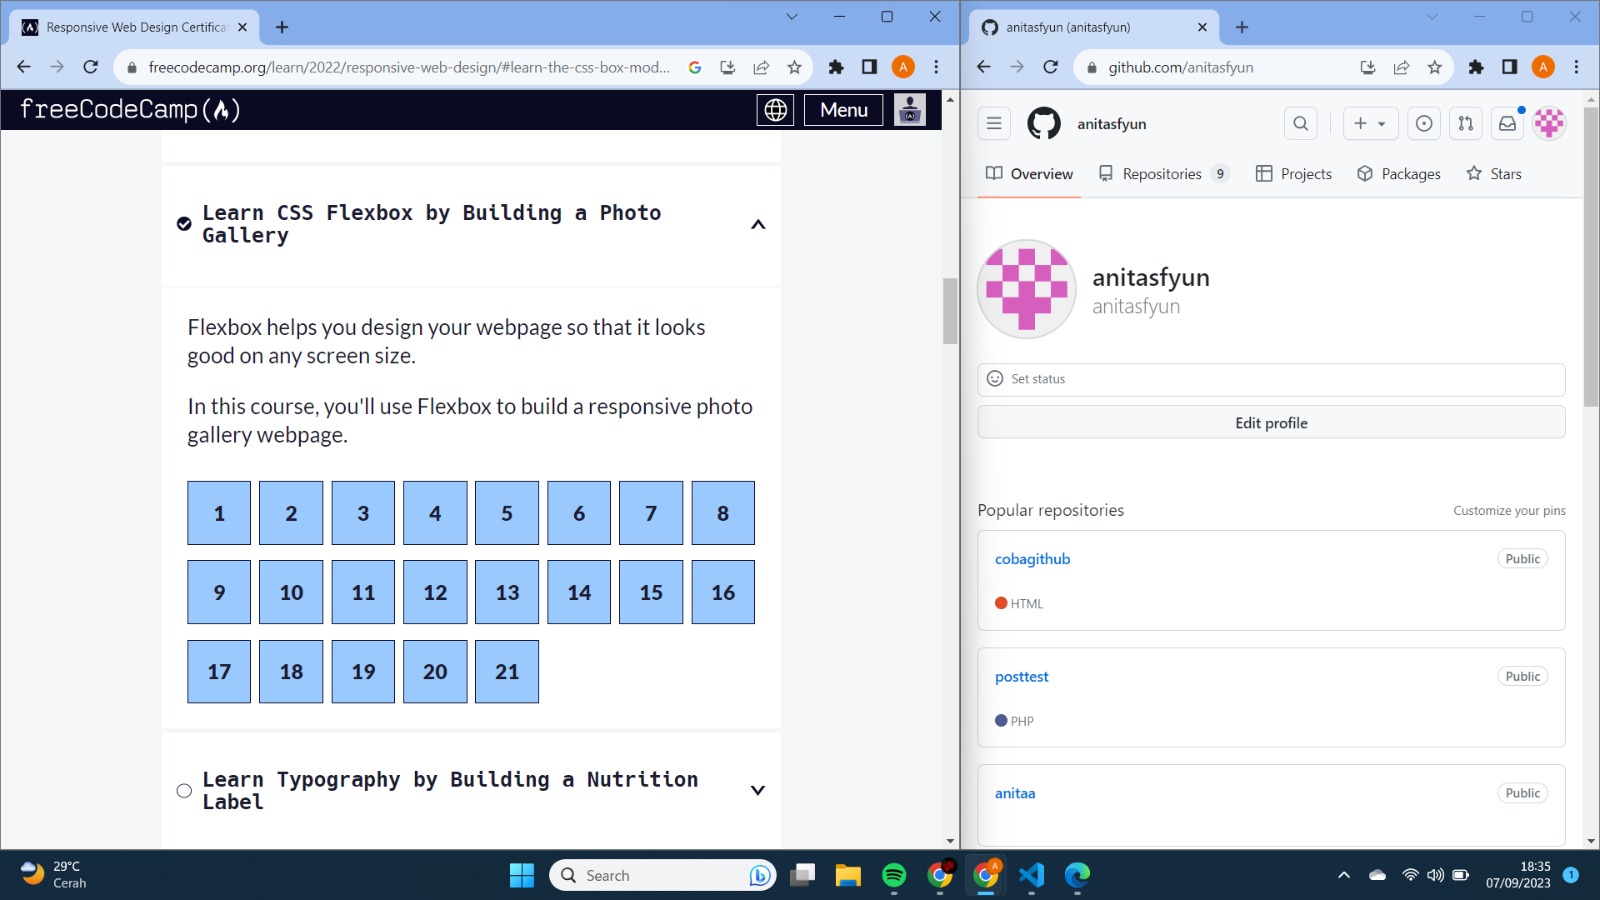 Responsive Web Design Certifica
freecodecamp.org/learn/2022/responsive-web-design/#learn-the-css-box-mod...
A
freeCodeCamp
Menu
Learn CSS Flexbox by Building a Photo
Gallery
Flexbox helps you design your webpage so that it looks
good on any screen size.
In this course, you'll use Flexbox to build a responsive photo
gallery webpage.
1 2 3 4 5 6 7 8
9 10 11 12 13 14 15 16
17 18 19 20 21
Learn Typography by Building a Nutrition
Label
anitasfyun (anitasfyun)
github.com/anitasfyun
A
anitasfyun
Overview Repositories 9 Projects Packages Stars
anitasfyun
anitasfyun
Set status
Edit profile
Popular repositories Customize your pins
cobagithub Public
HTML
posttest Public
PHP
anitaa Public
29°C
Cerah
Search
18:35
07/09/2023
1